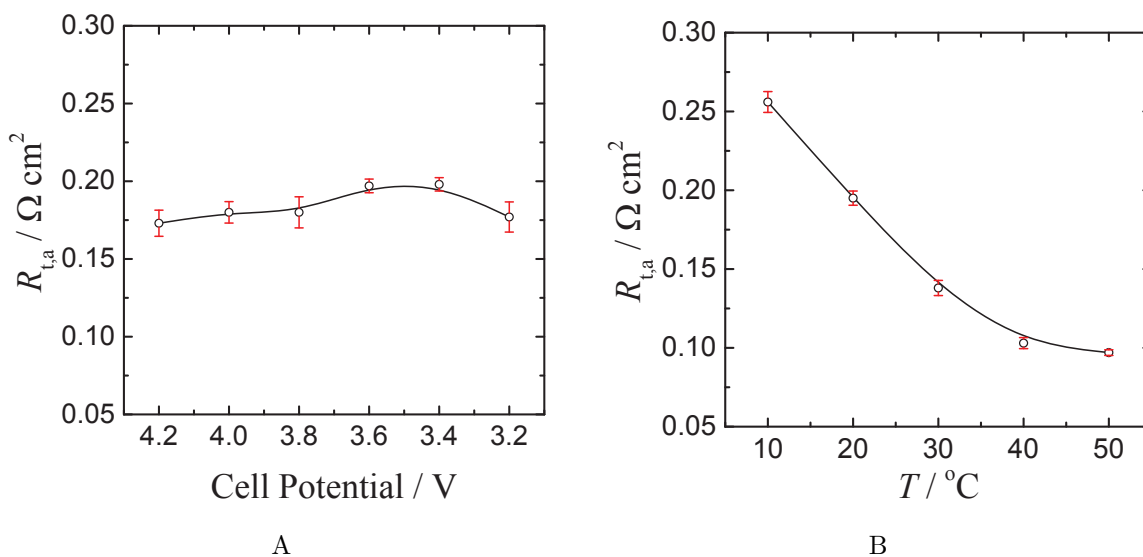 0.30
0.25
0.20
0.15
0.10
0.05
R_{t,a} / Ω cm²
4.2 4.0 3.8 3.6 3.4 3.2
Cell Potential / V
A
0.30
0.25
0.20
0.15
0.10
0.05
R_{t,a} / Ω cm²
10 20 30 40 50
T / °C
B